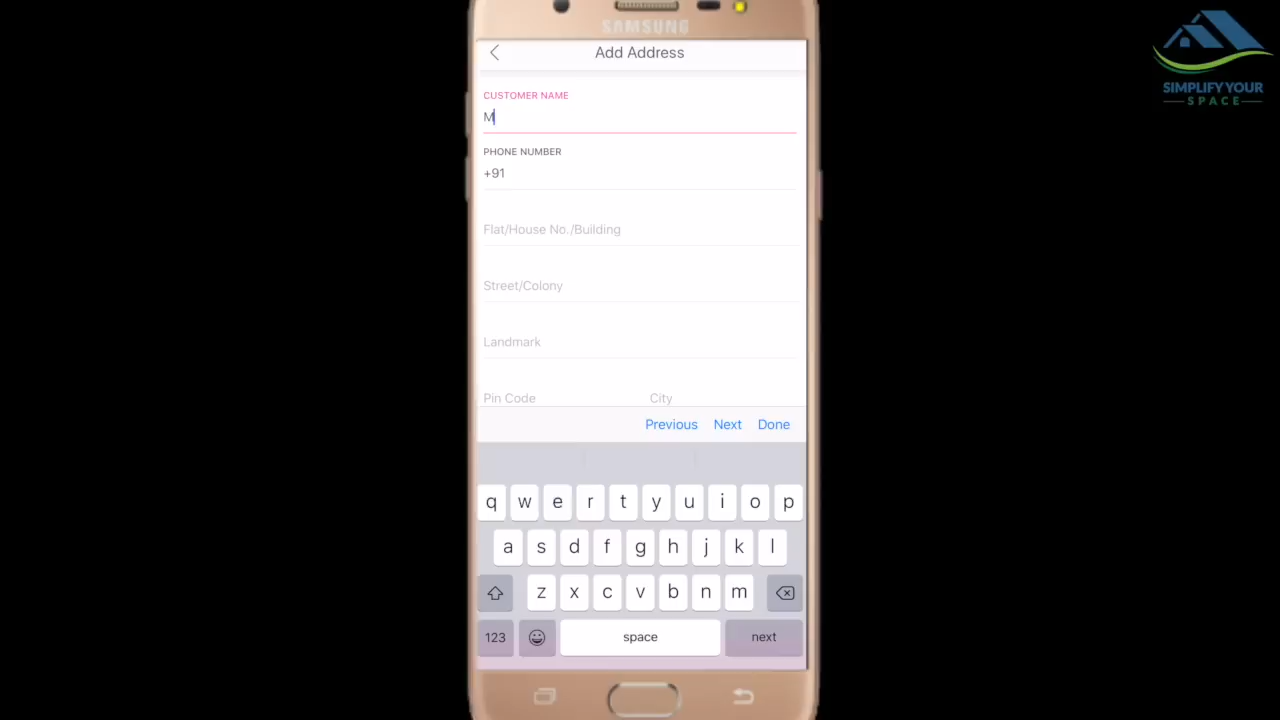 SAMSUNG
Add Address
CUSTOMER NAME
M
PHONE NUMBER
+91
Flat/House No./Building
Street/Colony
Landmark
Pin Code City
Previous Next Done
q w e r t y u i o p
a s d f g h j k l
z x c v b n m
123 space next
SIMPLIFY YOUR
SPACE